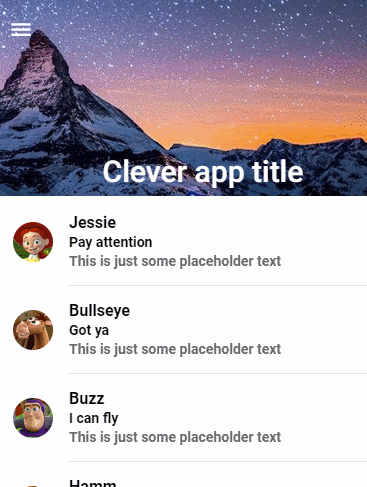 Clever app title
Jessie
Pay attention
This is just some placeholder text
Bullseye
Got ya
This is just some placeholder text
Buzz
I can fly
This is just some placeholder text
Hamm